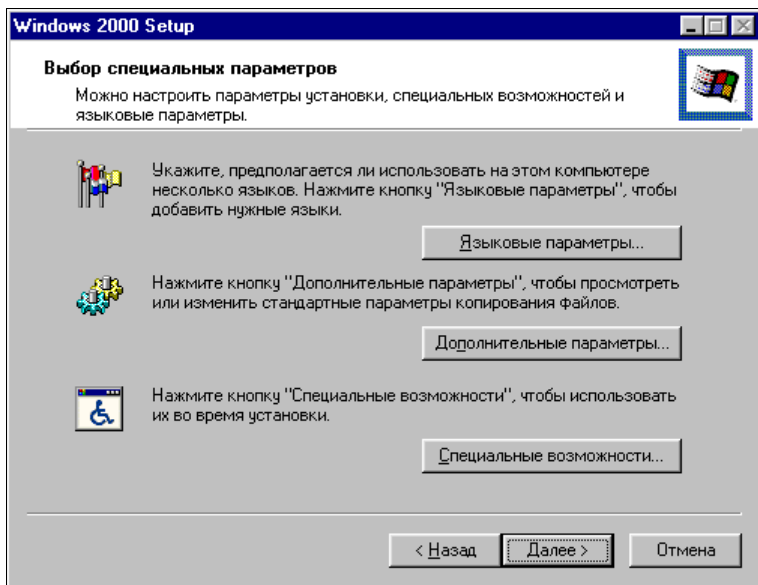 Windows 2000 Setup
Выбор специальных параметров
Можно настроить параметры установки, специальных возможностей и
языковые параметры.
Укажите, предполагается ли использовать на этом компьютере
несколько языков. Нажмите кнопку "Языковые параметры", чтобы
добавить нужные языки.
Языковые параметры...
Нажмите кнопку "Дополнительные параметры", чтобы просмотреть
или изменить стандартные параметры копирования файлов.
Дополнительные параметры...
Нажмите кнопку "Специальные возможности", чтобы использовать
их во время установки.
Специальные возможности...
< Назад Далее > Отмена